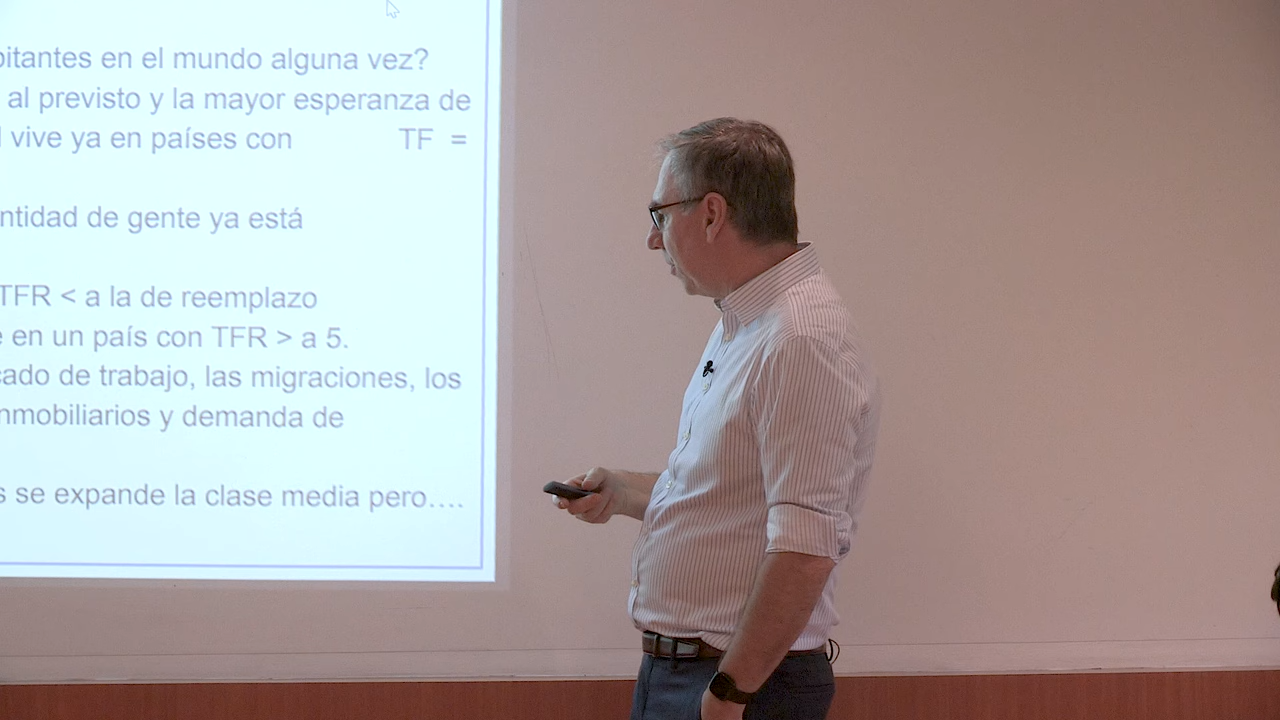 bitantes en el mundo alguna vez?
al previsto y la mayor esperanza de
vive ya en países con TF =
ntidad de gente ya está
TFR < a la de reemplazo
en un país con TFR > a 5.
cado de trabajo, las migraciones, los
nmobiliarios y demanda de
s se expande la clase media pero….